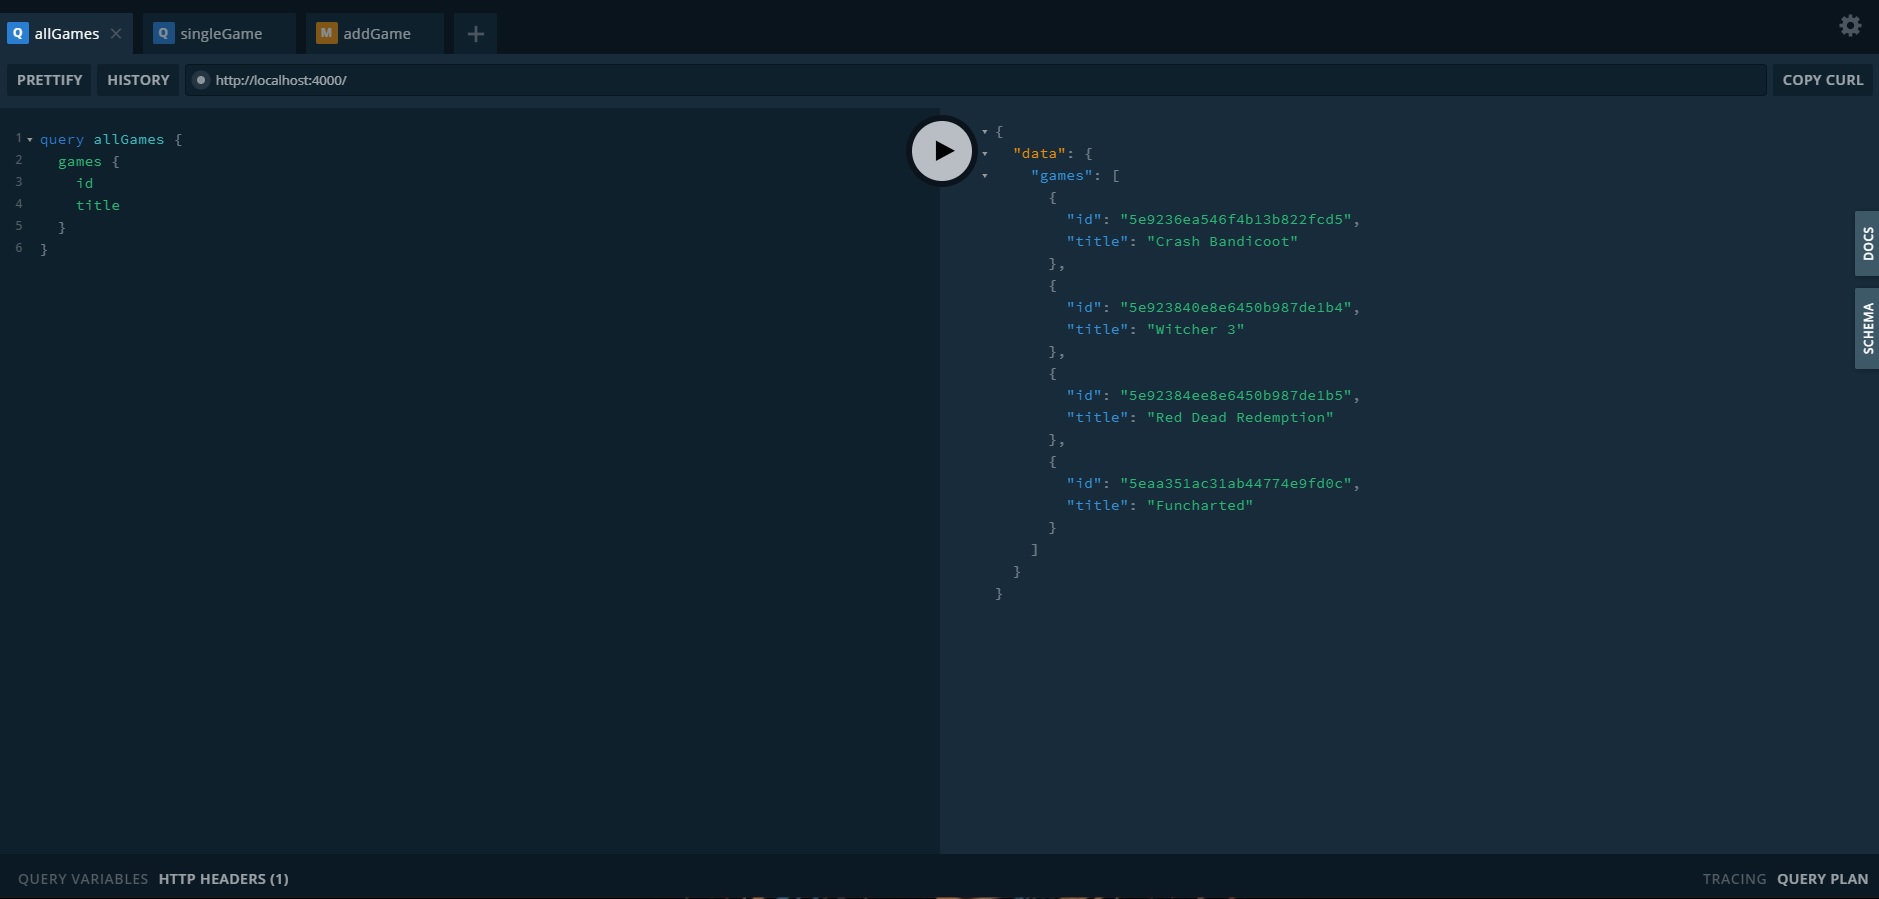 Q allGames ×
Q singleGame
M addGame
+
PRETTIFY
HISTORY
http://localhost:4000/
COPY CURL
1 query allGames {
2 games {
3 id
4 title
5 }
6 }
{
"data": {
"games": [
{
"id": "5e9236ea546f4b13b822fcd5",
"title": "Crash Bandicoot"
},
{
"id": "5e923840e8e6450b987de1b4",
"title": "Witcher 3"
},
{
"id": "5e92384ee8e6450b987de1b5",
"title": "Red Dead Redemption"
},
{
"id": "5eaa351ac31ab44774e9fd0c",
"title": "Funcharted"
}
]
}
}
DOCS
SCHEMA
QUERY VARIABLES
HTTP HEADERS (1)
TRACING
QUERY PLAN